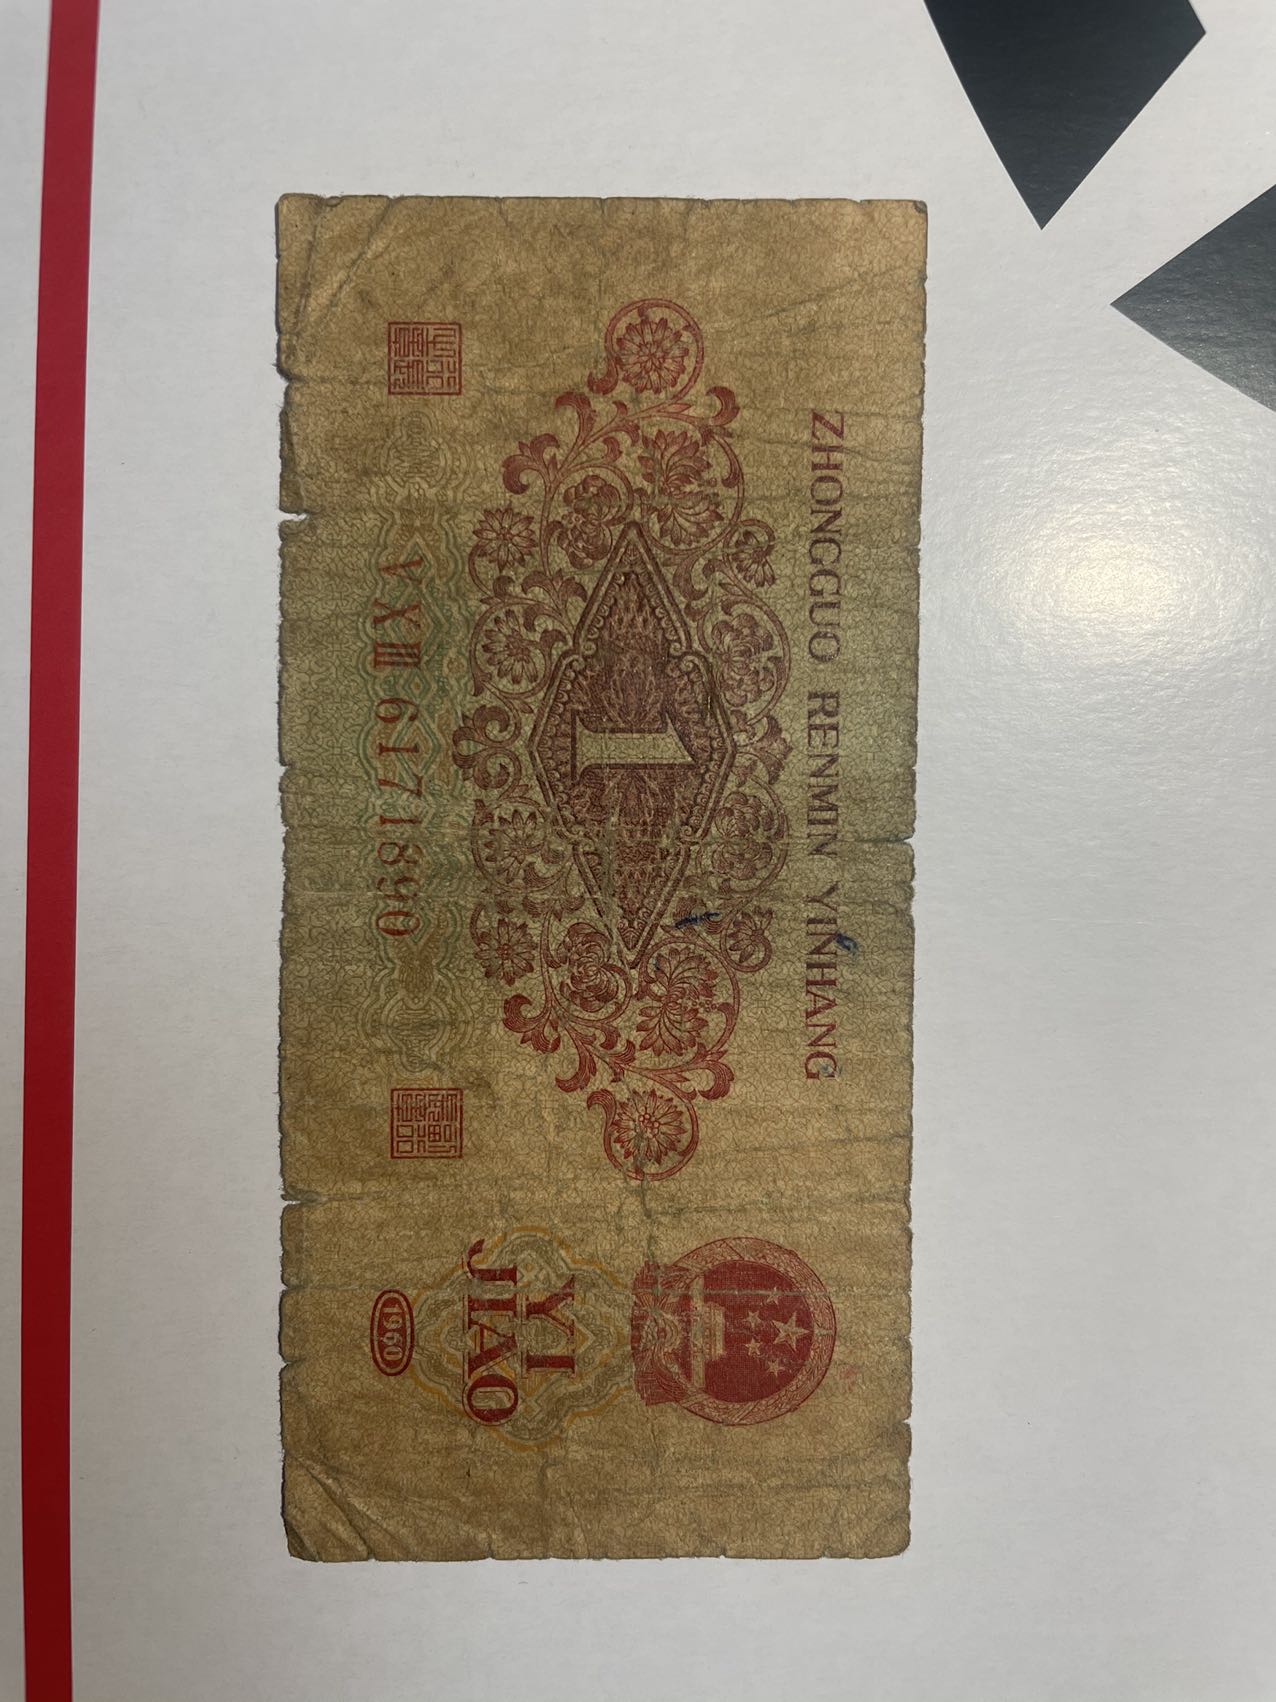 ZHONGGUO RENMIN YINHANG
1
YI
JIAO
V X III 6171890
1960